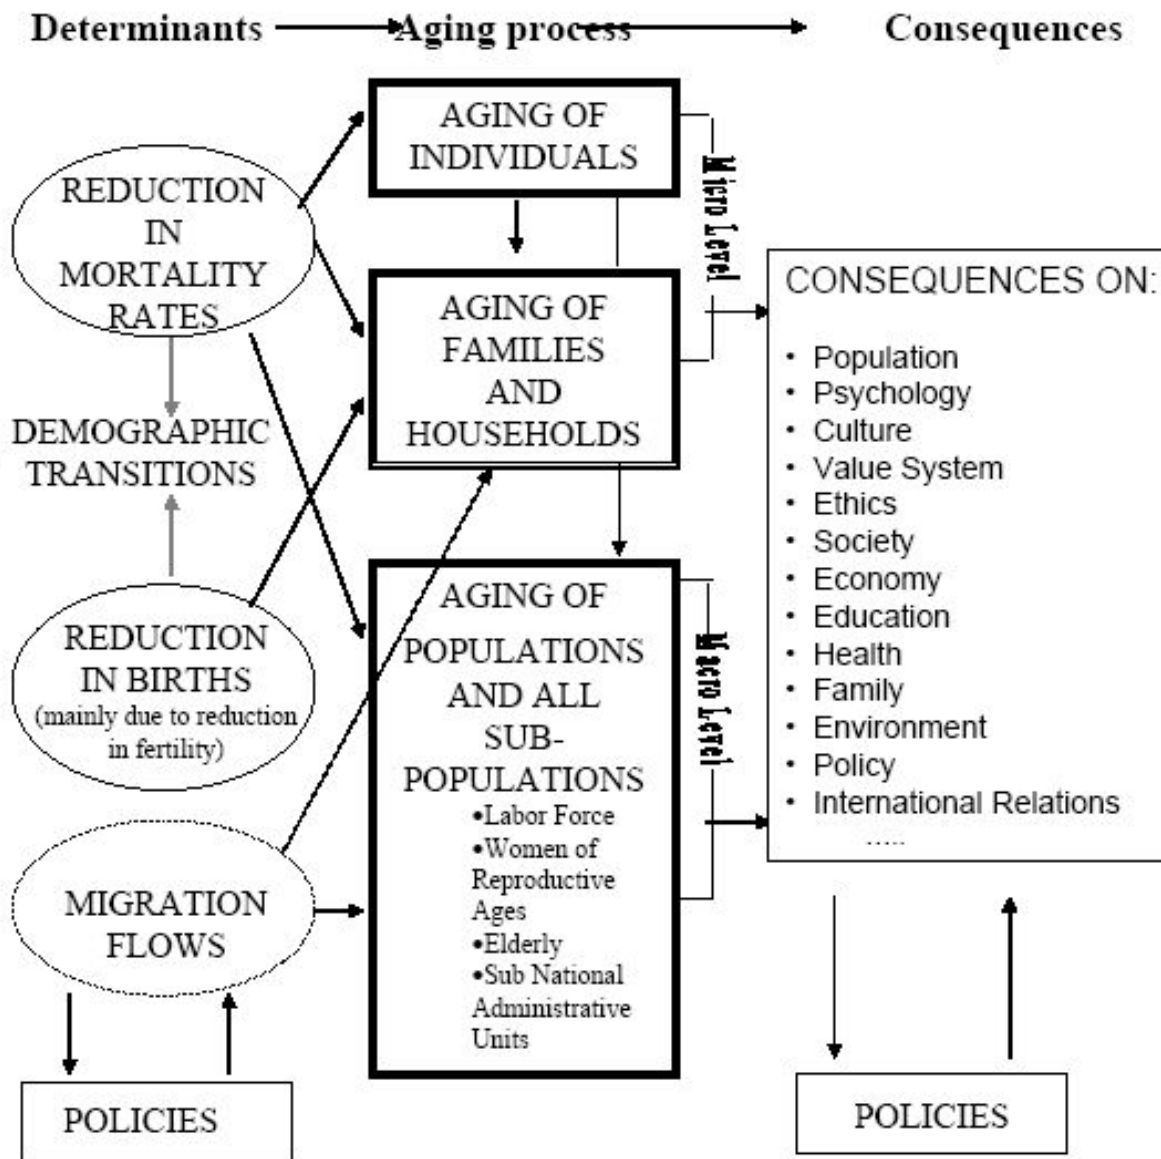 Determinants
Aging process
Consequences
REDUCTION
IN
MORTALITY
RATES
DEMOGRAPHIC
TRANSITIONS
REDUCTION
IN BIRTHS
(mainly due to reduction
in fertility)
MIGRATION
FLOWS
POLICIES
AGING OF
INDIVIDUALS
AGING OF
FAMILIES
AND
HOUSEHOLDS
AGING OF
POPULATIONS
AND ALL
SUB-
POPULATIONS
•Labor Force
•Women of
Reproductive
Ages
•Elderly
•Sub National
Administrative
Units
Micro Level
Macro Level
CONSEQUENCES ON:
• Population
• Psychology
• Culture
• Value System
• Ethics
• Society
• Economy
• Education
• Health
• Family
• Environment
• Policy
• International Relations
....
POLICIES